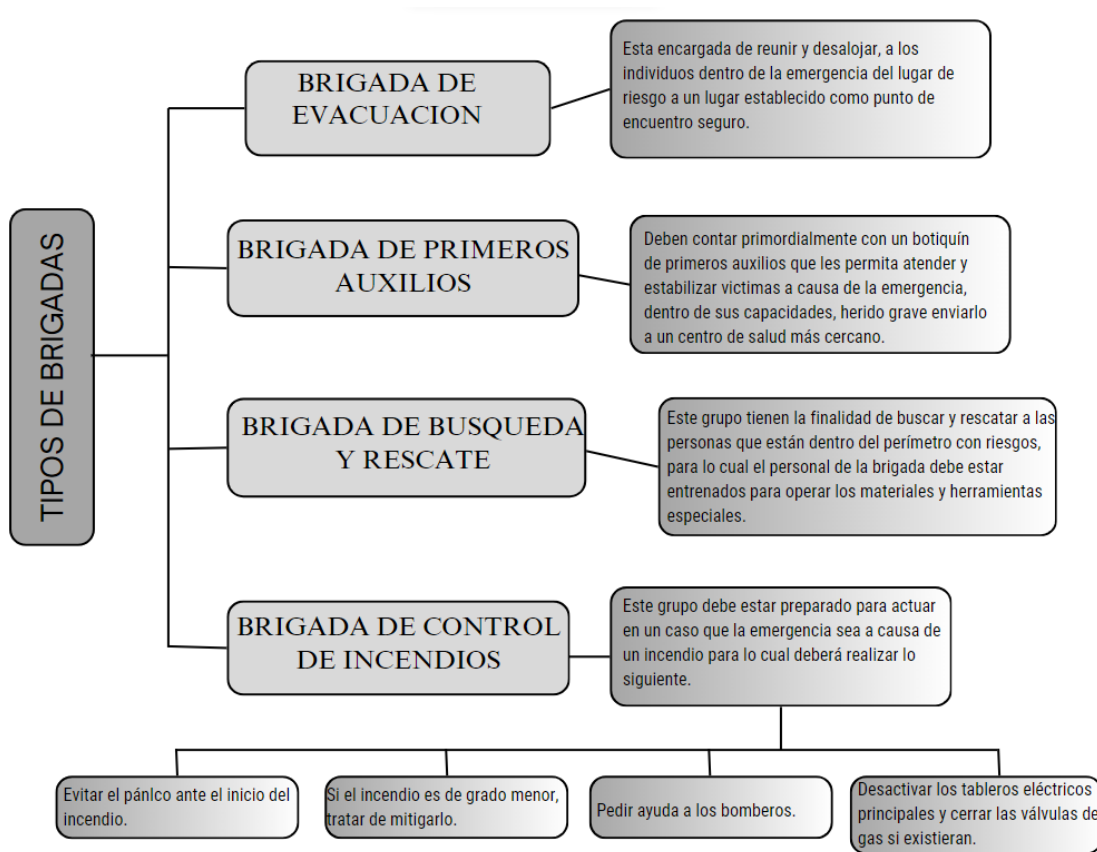 TIPOS DE BRIGADAS
BRIGADA DE
EVACUACION
Esta encargada de reunir y desalojar, a los
individuos dentro de la emergencia del lugar de
riesgo a un lugar establecido como punto de
encuentro seguro.
BRIGADA DE PRIMEROS
AUXILIOS
Deben contar primordialmente con un botiquín
de primeros auxilios que les permita atender y
estabilizar victimas a causa de la emergencia,
dentro de sus capacidades, herido grave enviarlo
a un centro de salud más cercano.
BRIGADA DE BUSQUEDA
Y RESCATE
Este grupo tienen la finalidad de buscar y rescatar a las
personas que están dentro del perímetro con riesgos,
para lo cual el personal de la brigada debe estar
entrenados para operar los materiales y herramientas
especiales.
BRIGADA DE CONTROL
DE INCENDIOS
Este grupo debe estar preparado para actuar
en un caso que la emergencia sea a causa de
un incendio para lo cual deberá realizar lo
siguiente.
Evitar el pánlco ante el inicio del
incendio.
Si el incendio es de grado menor,
tratar de mitigarlo.
Pedir ayuda a los bomberos.
Desactivar los tableros eléctricos
principales y cerrar las válvulas de
gas si existieran.